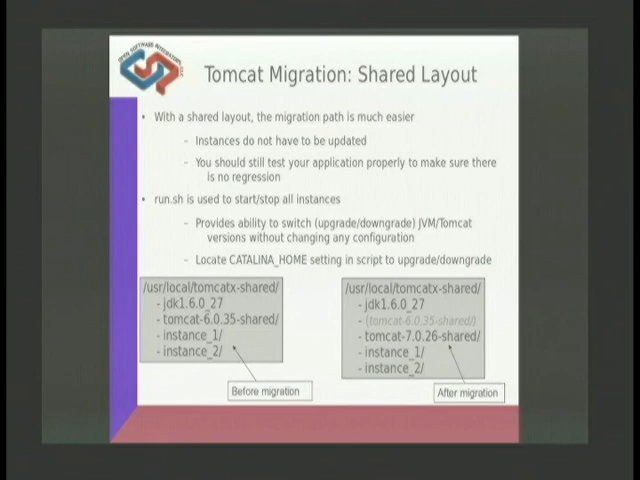 OPEN SOFTWARE INTEGRATORS, LLC
Tomcat Migration: Shared Layout
• With a shared layout, the migration path is much easier
– Instances do not have to be updated
– You should still test your application properly to make sure there
is no regression
• run.sh is used to start/stop all instances
– Provides ability to switch (upgrade/downgrade) JVM/Tomcat
versions without changing any configuration
– Locate CATALINA_HOME setting in script to upgrade/downgrade
/usr/local/tomcatx-shared/
- jdk1.6.0_27
- tomcat-6.0.35-shared/
- instance_1/
- instance_2/
Before migration
/usr/local/tomcatx-shared/
- jdk1.6.0_27
- (tomcat-6.0.35-shared/)
- tomcat-7.0.26-shared/
- instance_1/
- instance_2/
After migration